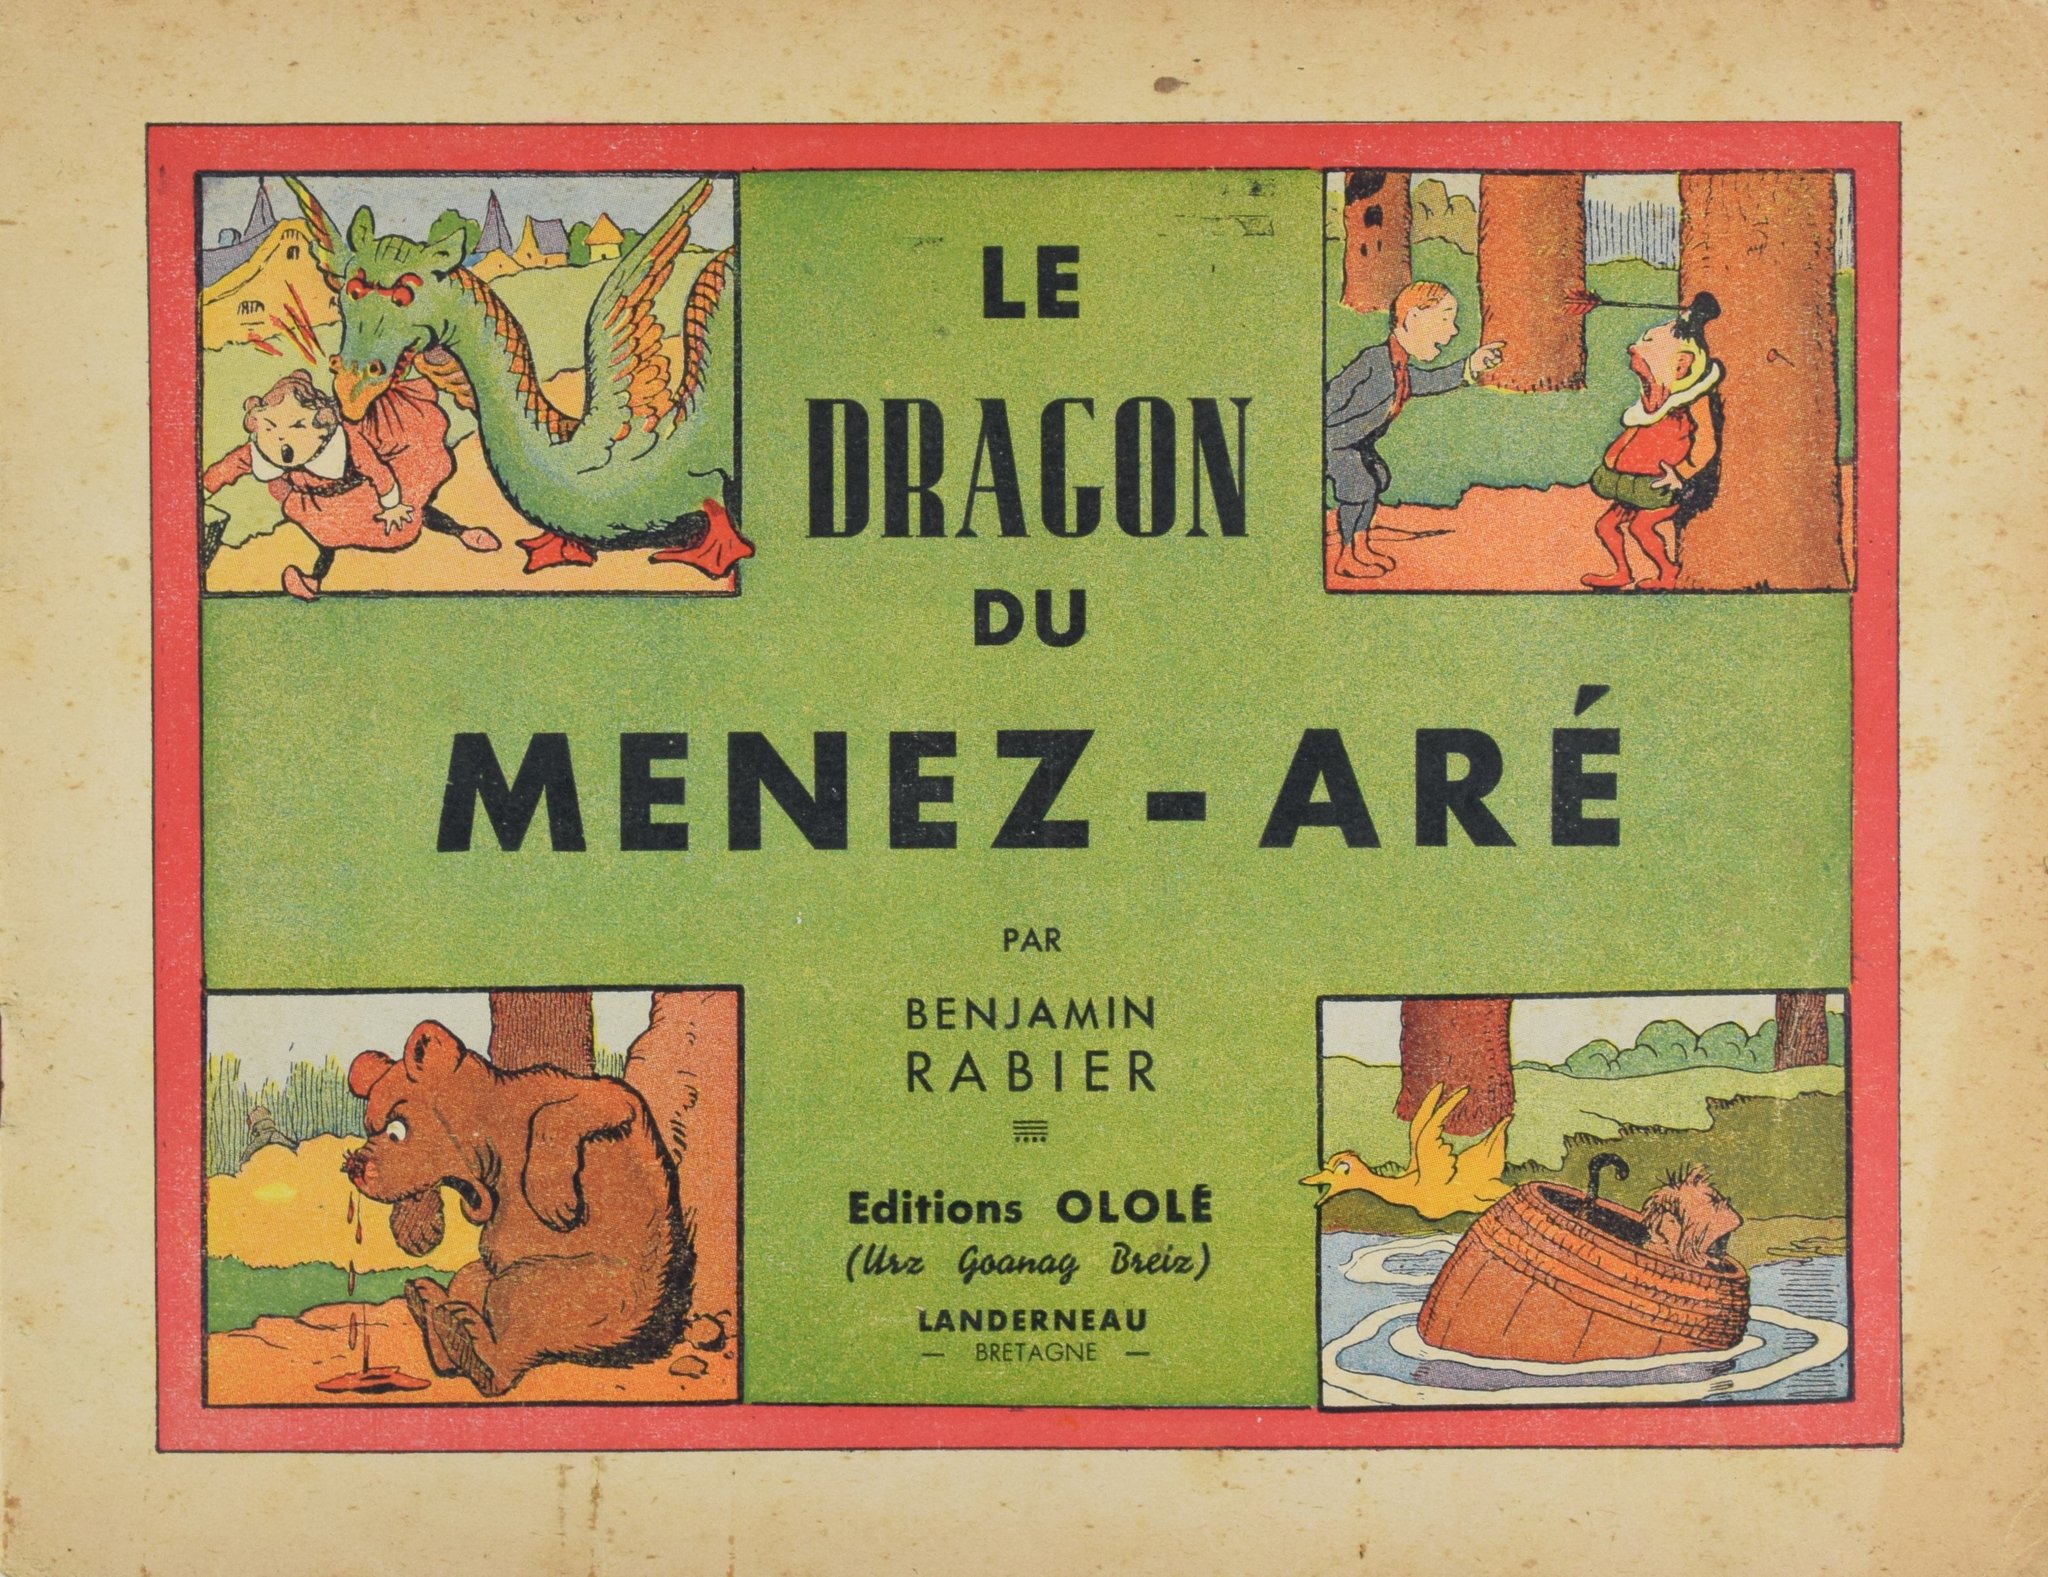 LE
DRAGON
DU
MENEZ-ARÉ
PAR
BENJAMIN
RABIER
Editions OLOLÉ
(Urz Goanag Breiz)
LANDERNEAU
— BRETAGNE —